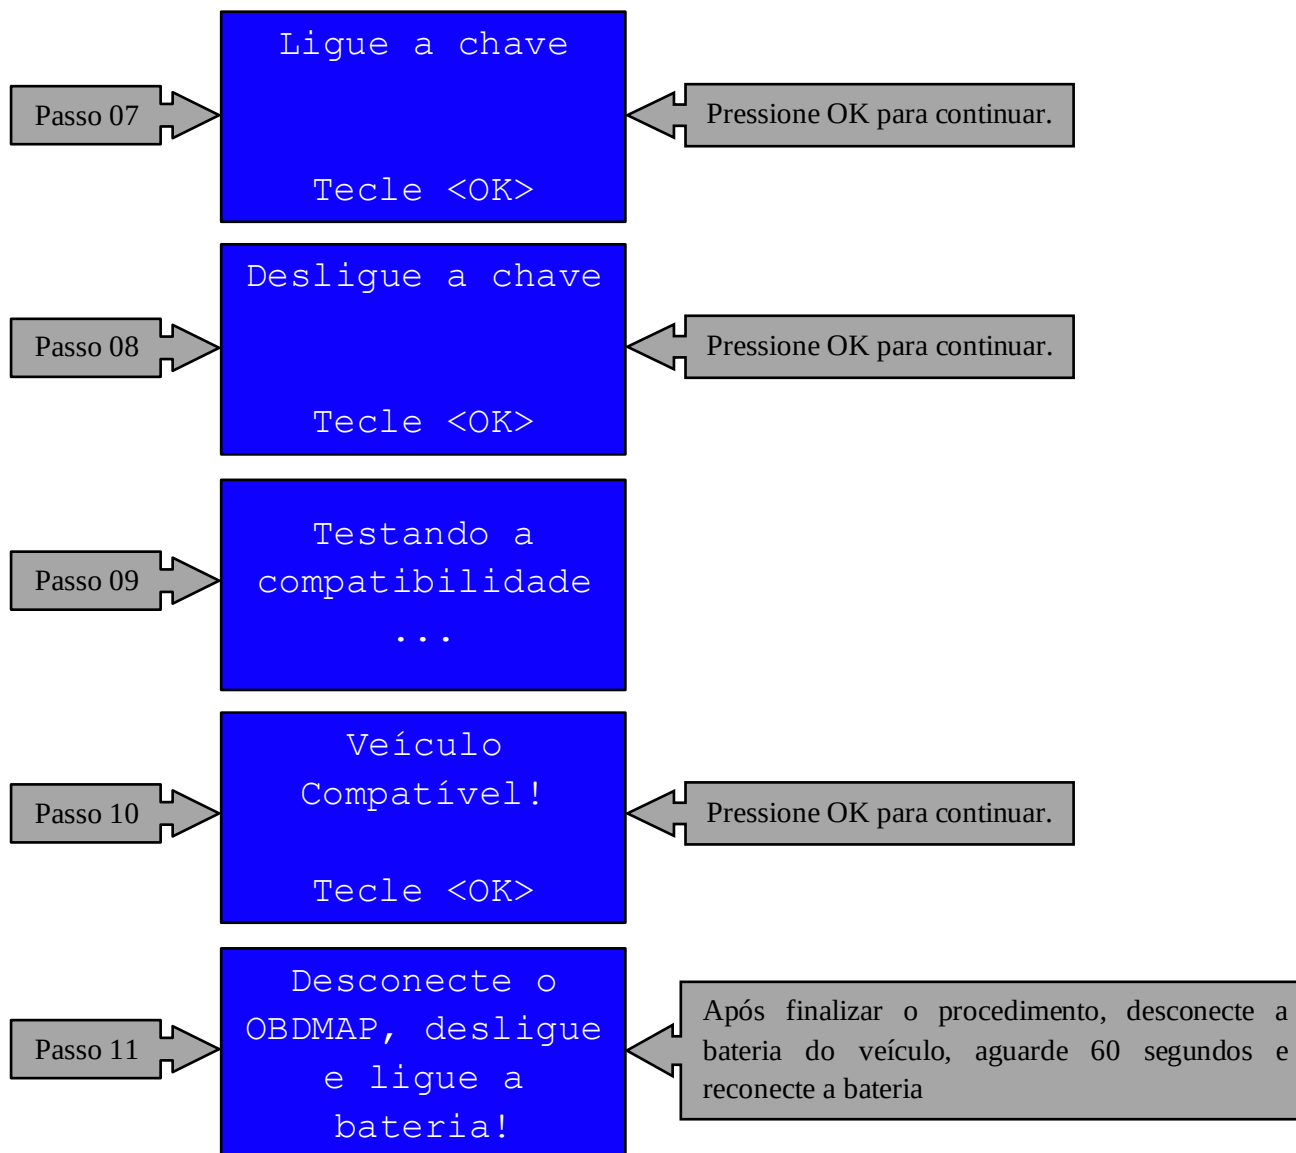 Passo 07
Ligue a chave
Tecle <OK>
Pressione OK para continuar.
Passo 08
Desligue a chave
Tecle <OK>
Pressione OK para continuar.
Passo 09
Testando a
compatibilidade
...
Passo 10
Veículo
Compatível!
Tecle <OK>
Pressione OK para continuar.
Passo 11
Desconecte o
OBDMAP, desligue
e ligue a
bateria!
Após finalizar o procedimento, desconecte a
bateria do veículo, aguarde 60 segundos e
reconecte a bateria